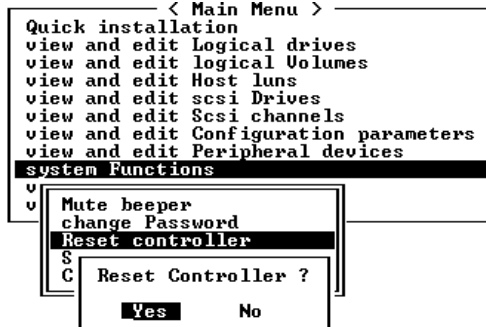 < Main Menu >
Quick installation
view and edit Logical drives
view and edit logical Volumes
view and edit Host luns
view and edit scsi Drives
view and edit Scsi channels
view and edit Configuration parameters
view and edit Peripheral devices
system Functions
v
v
Mute beeper
change Password
Reset controller
S
C
Reset Controller ?
Yes No